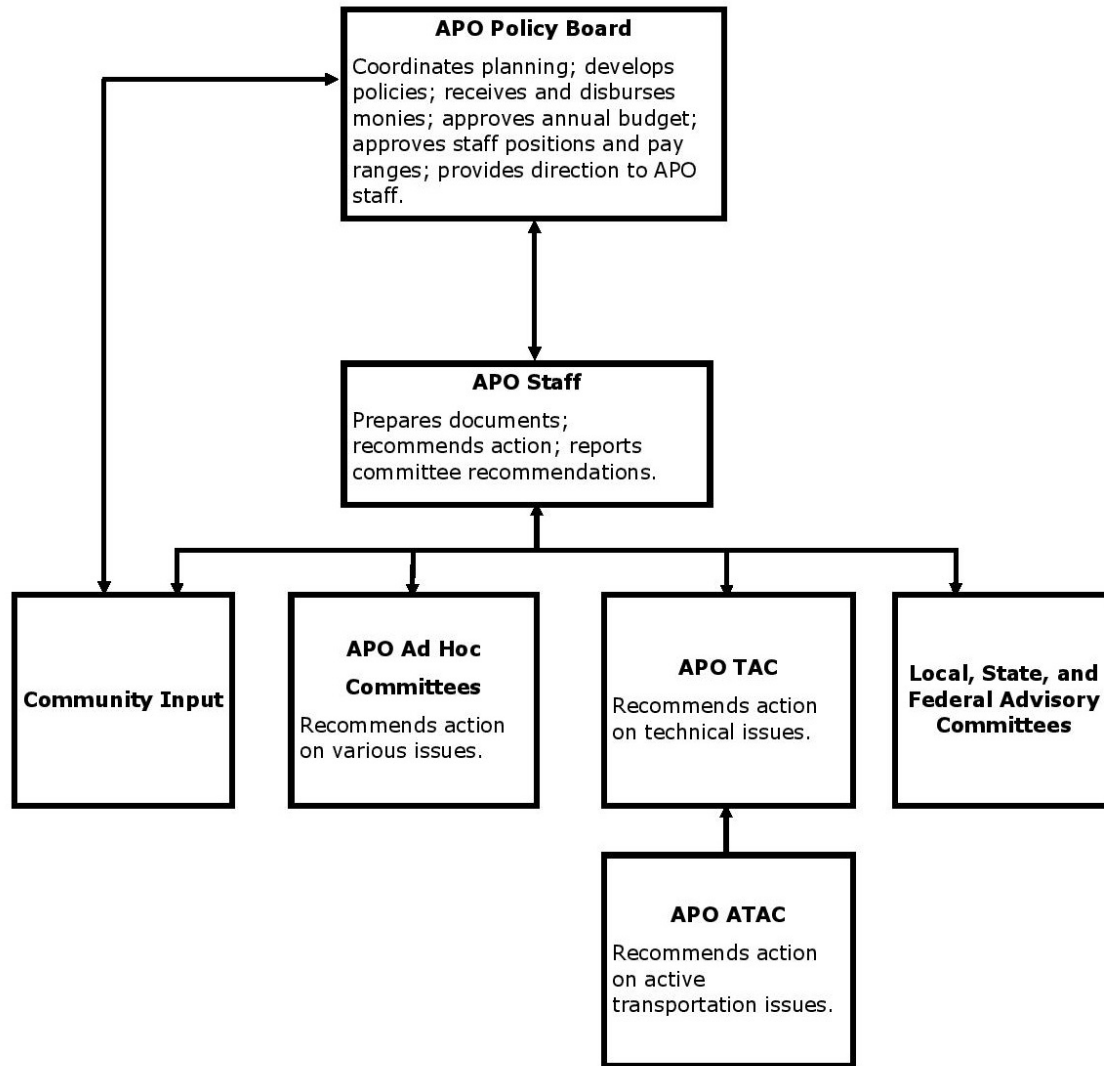 APO Policy Board
Coordinates planning; develops
policies; receives and disburses
monies; approves annual budget;
approves staff positions and pay
ranges; provides direction to APO
staff.
APO Staff
Prepares documents;
recommends action; reports
committee recommendations.
Community Input
APO Ad Hoc
Committees
Recommends action
on various issues.
APO TAC
Recommends action
on technical issues.
Local, State, and
Federal Advisory
Committees
APO ATAC
Recommends action
on active
transportation issues.